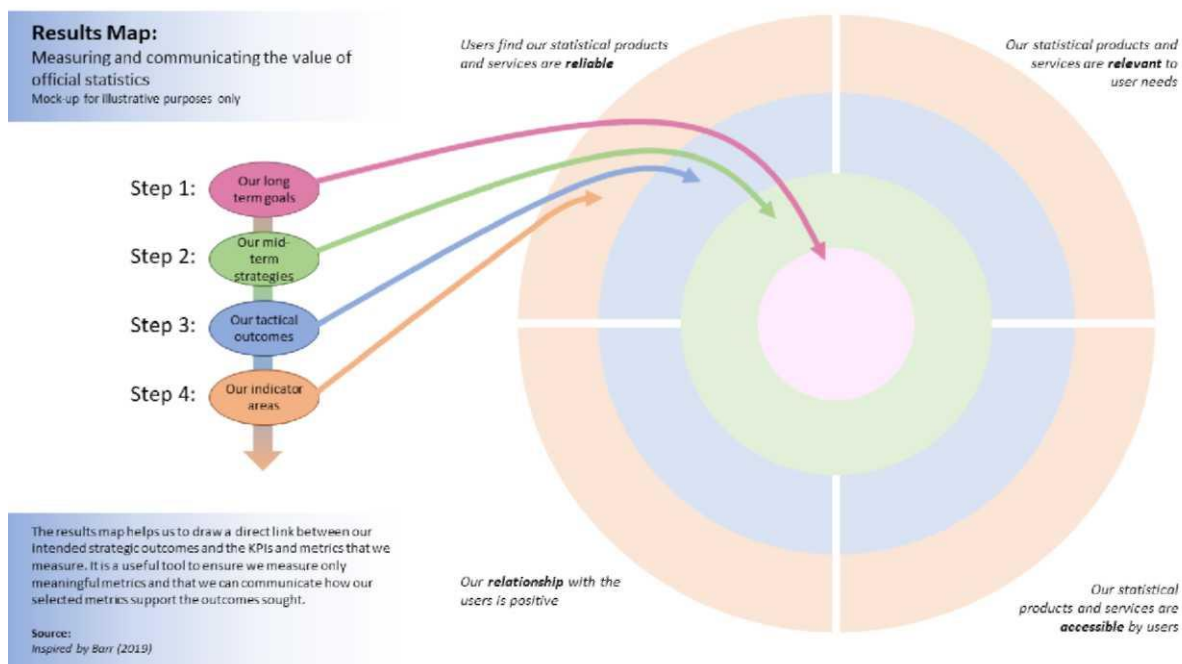 Results Map:
Measuring and communicating the value of
official statistics
Mock-up for illustrative purposes only
Users find our statistical products
and services are reliable
Our statistical products and
services are relevant to
user needs
Step 1:
Our long
term goals
Step 2:
Our mid-
term
strategies
Step 3:
Our tactical
outcomes
Step 4:
Our indicator
areas
The results map helps us to draw a direct link between our
intended strategic outcomes and the KPIs and metrics that we
measure. It is a useful tool to ensure we measure only
meaningful metrics and that we can communicate how our
selected metrics support the outcomes sought.
Source:
Inspired by Barr (2019)
Our relationship with the
users is positive
Our statistical
products and services are
accessible by users